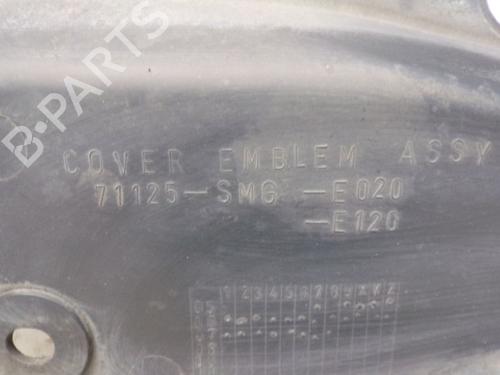 B-PARTS
COVER EMBLEM ASSY
71125-SMG -E020
-E120